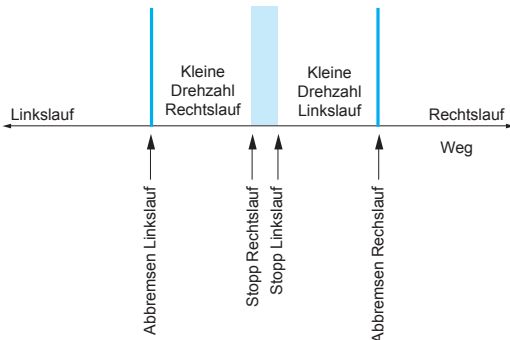 Kleine
Drehzahl
Rechtslauf
Kleine
Drehzahl
Linkslauf
Linkslauf
Rechtslauf
Weg
Abbremsen Linkslauf
Stopp Rechtslauf
Stopp Linkslauf
Abbremsen Rechslauf